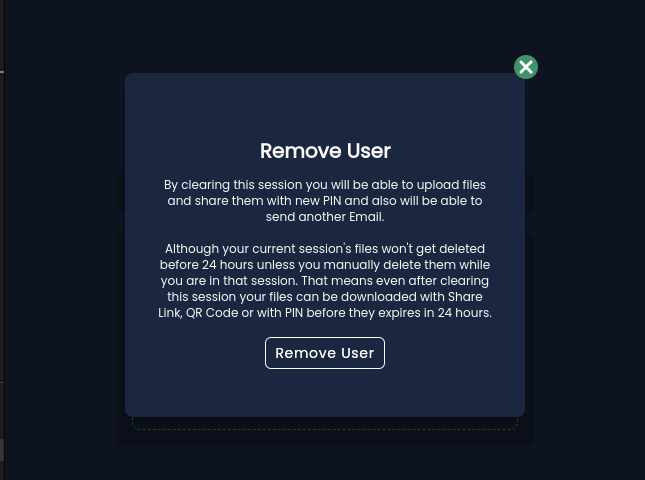 Remove User
By clearing this session you will be able to upload files
and share them with new PIN and also will be able to
send another Email.
Although your current session's files won't get deleted
before 24 hours unless you manually delete them while
you are in that session. That means even after clearing
this session your files can be downloaded with Share
Link, QR Code or with PIN before they expires in 24 hours.
Remove User